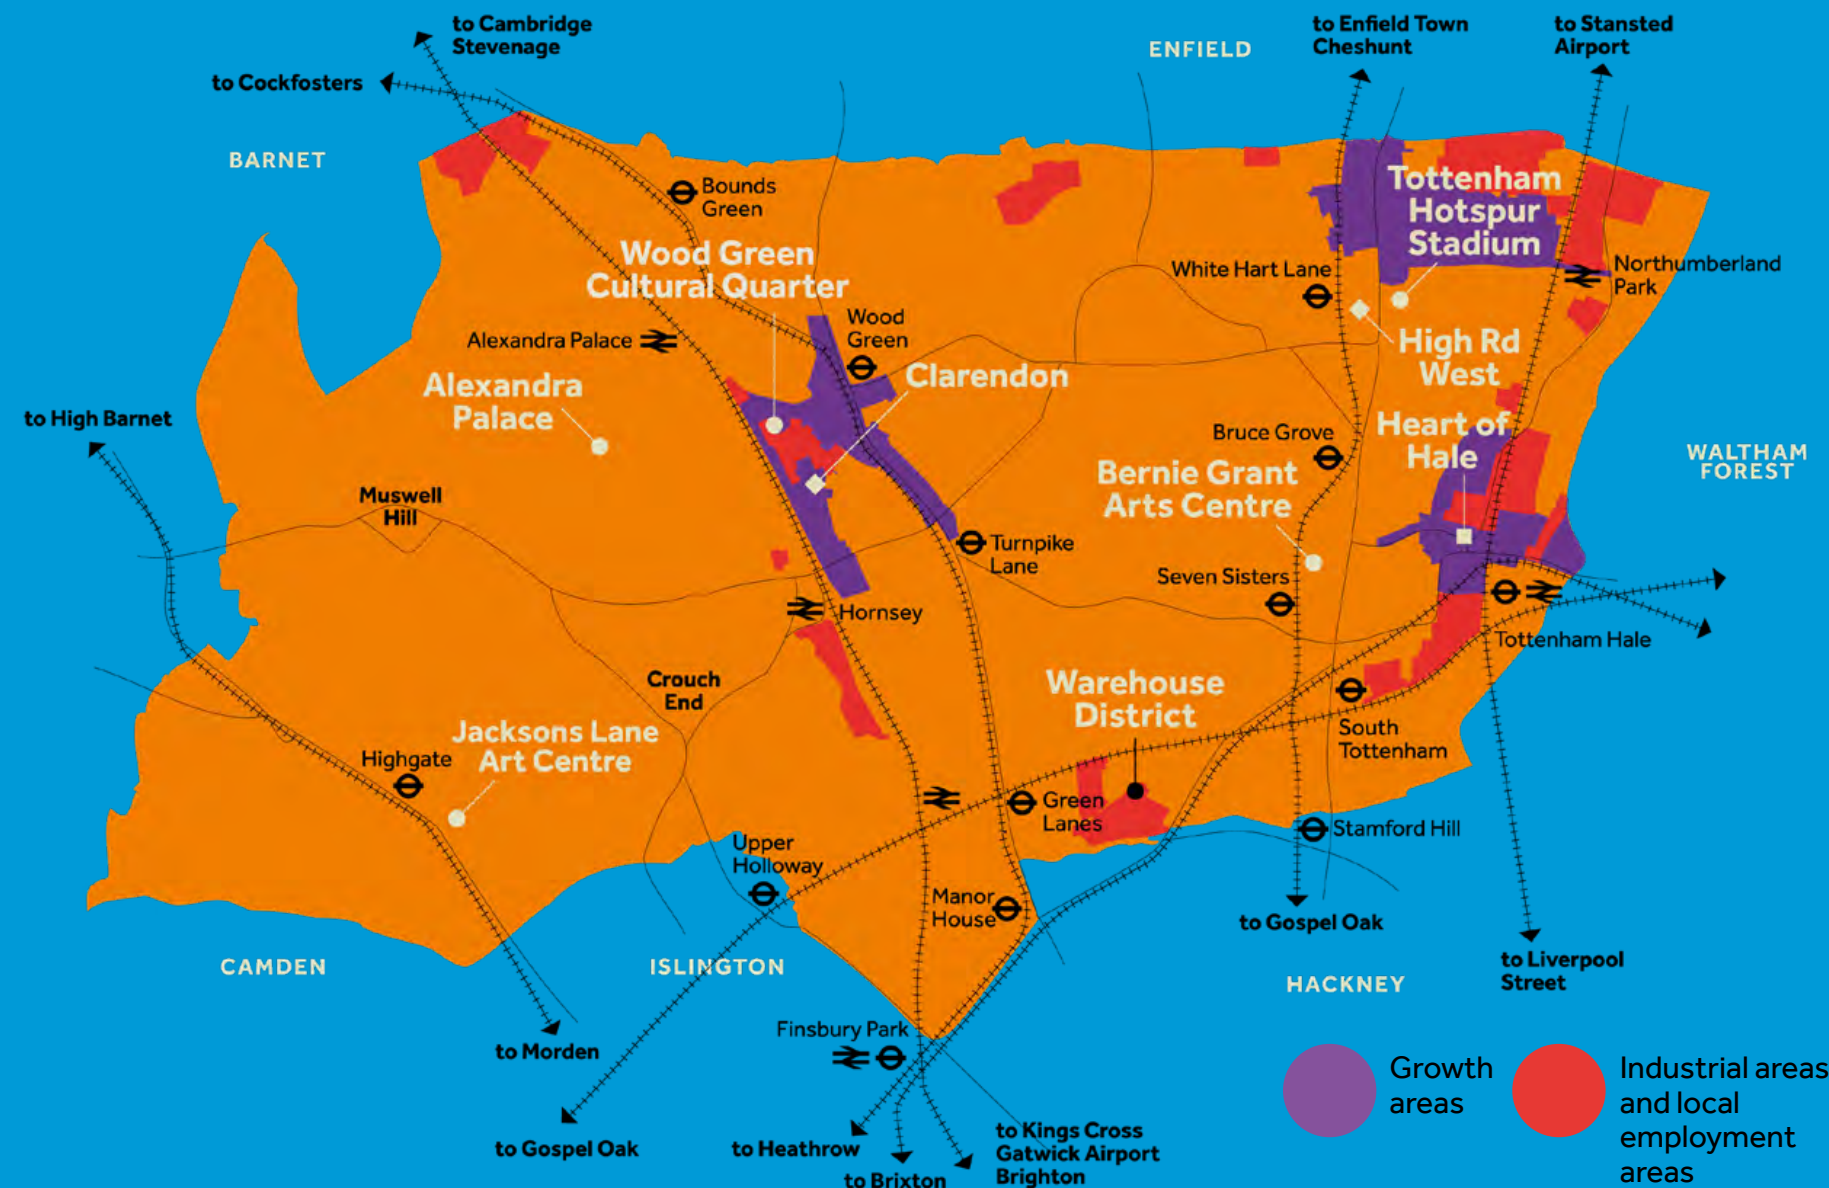 to Cambridge
Stevenage
to Cockfosters
ENFIELD
to Enfield Town
Cheshunt
to Stansted
Airport
BARNET
Bounds
Green
Tottenham
Hotspur
Stadium
Wood Green
Cultural Quarter
White Hart Lane
Northumberland
Park
Wood
Green
Alexandra Palace
High Rd
West
Clarendon
Alexandra
Palace
to High Barnet
Heart of
Hale
Bruce Grove
WALTHAM
FOREST
Bernie Grant
Arts Centre
Muswell
Hill
Turnpike
Lane
Seven Sisters
Hornsey
Tottenham Hale
Crouch
End
Warehouse
District
Jacksons Lane
Art Centre
Highgate
South
Tottenham
Green
Lanes
Stamford Hill
Upper
Holloway
Manor
House
to Gospel Oak
CAMDEN
ISLINGTON
HACKNEY
to Liverpool
Street
Finsbury Park
to Morden
Growth
areas
Industrial areas
and local
employment
areas
to Gospel Oak
to Heathrow
to Brixton
to Kings Cross
Gatwick Airport
Brighton